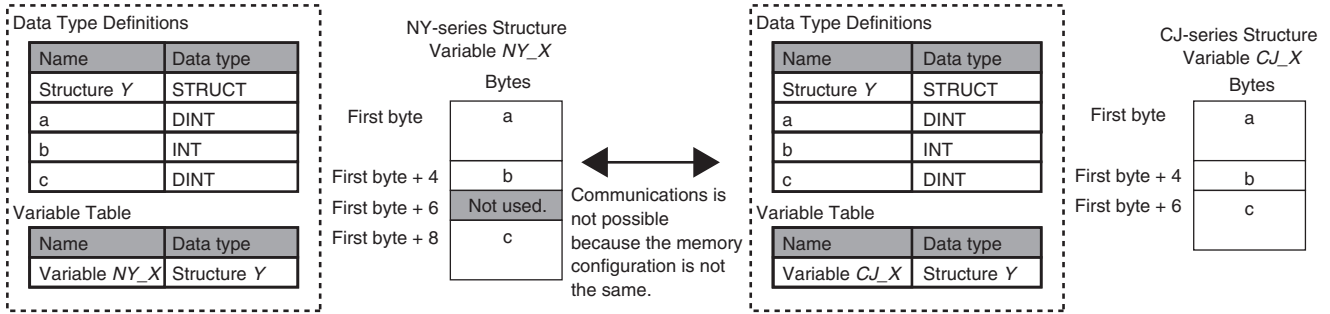 Data Type Definitions
Name Data type
Structure Y STRUCT
a DINT
b INT
c DINT
Variable Table
Name Data type
Variable NY_X Structure Y
NY-series Structure
Variable NY_X
Bytes
First byte a
First byte + 4 b
First byte + 6 Not used.
First byte + 8 c
Communications is
not possible
because the memory
configuration is not
the same.
Data Type Definitions
Name Data type
Structure Y STRUCT
a DINT
b INT
c DINT
Variable Table
Name Data type
Variable CJ_X Structure Y
CJ-series Structure
Variable CJ_X
Bytes
First byte a
First byte + 4 b
First byte + 6 c